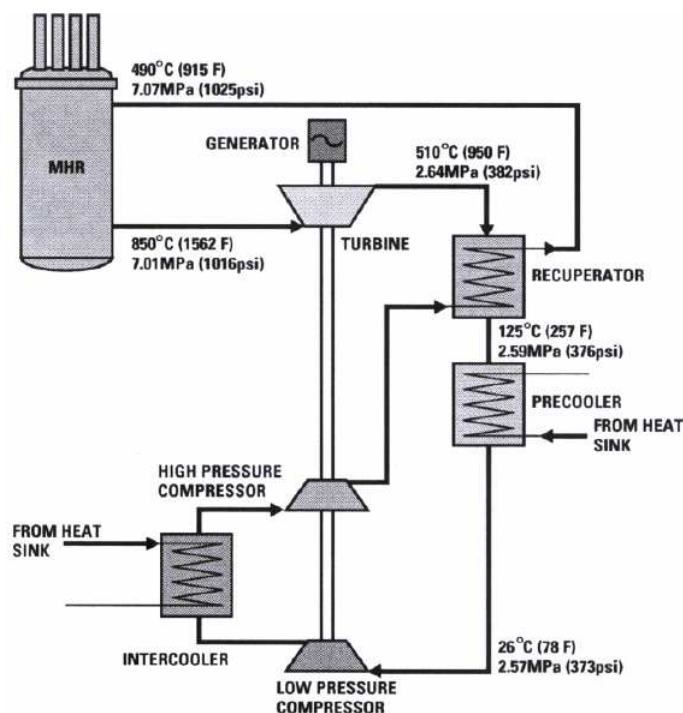 490°C (915 F)
7.07MPa (1025psi)
GENERATOR
510°C (950 F)
2.64MPa (382psi)
MHR
850°C (1562 F)
7.01MPa (1016psi)
TURBINE
RECUPERATOR
125°C (257 F)
2.59MPa (376psi)
PRECOOLER
FROM HEAT
SINK
HIGH PRESSURE
COMPRESSOR
FROM HEAT
SINK
INTERCOOLER
26°C (78 F)
2.57MPa (373psi)
LOW PRESSURE
COMPRESSOR